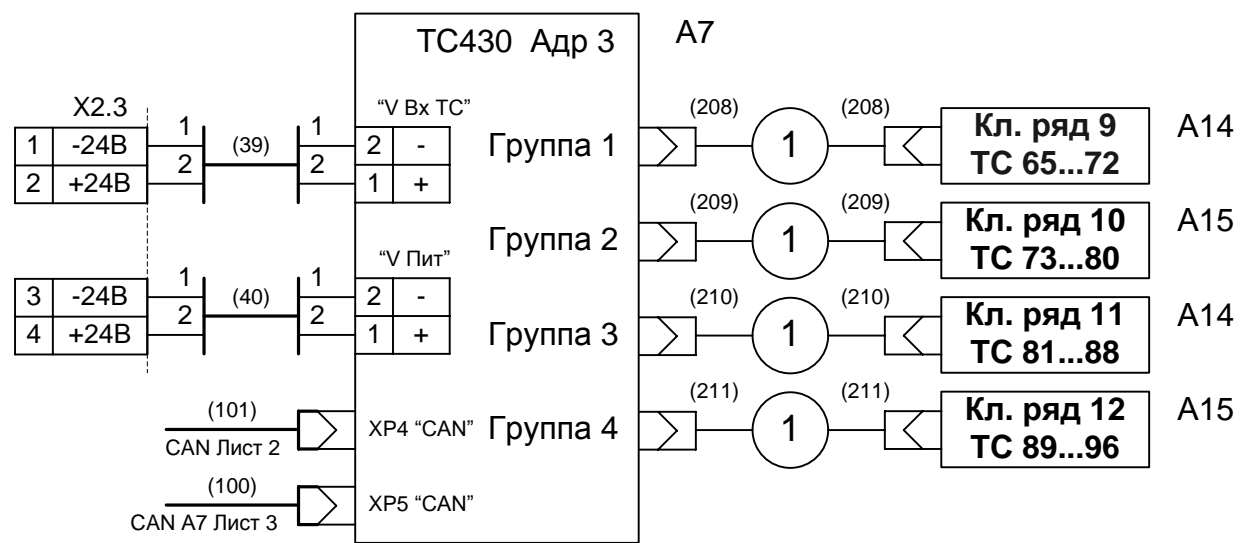 ТС430 Адр 3
А7
X2.3
1 -24В
2 +24В
1
2
(39)
1
2
“V Вх ТС”
2 -
1 +
Группа 1
(208)
1
(208)
Кл. ряд 9
ТС 65...72
А14
Группа 2
(209)
1
(209)
Кл. ряд 10
ТС 73...80
А15
3 -24В
4 +24В
1
2
(40)
1
2
“V Пит”
2 -
1 +
Группа 3
(210)
1
(210)
Кл. ряд 11
ТС 81...88
А14
(101)
CAN Лист 2
XP4 “CAN”
Группа 4
(211)
1
(211)
Кл. ряд 12
ТС 89...96
А15
(100)
CAN A7 Лист 3
XP5 “CAN”